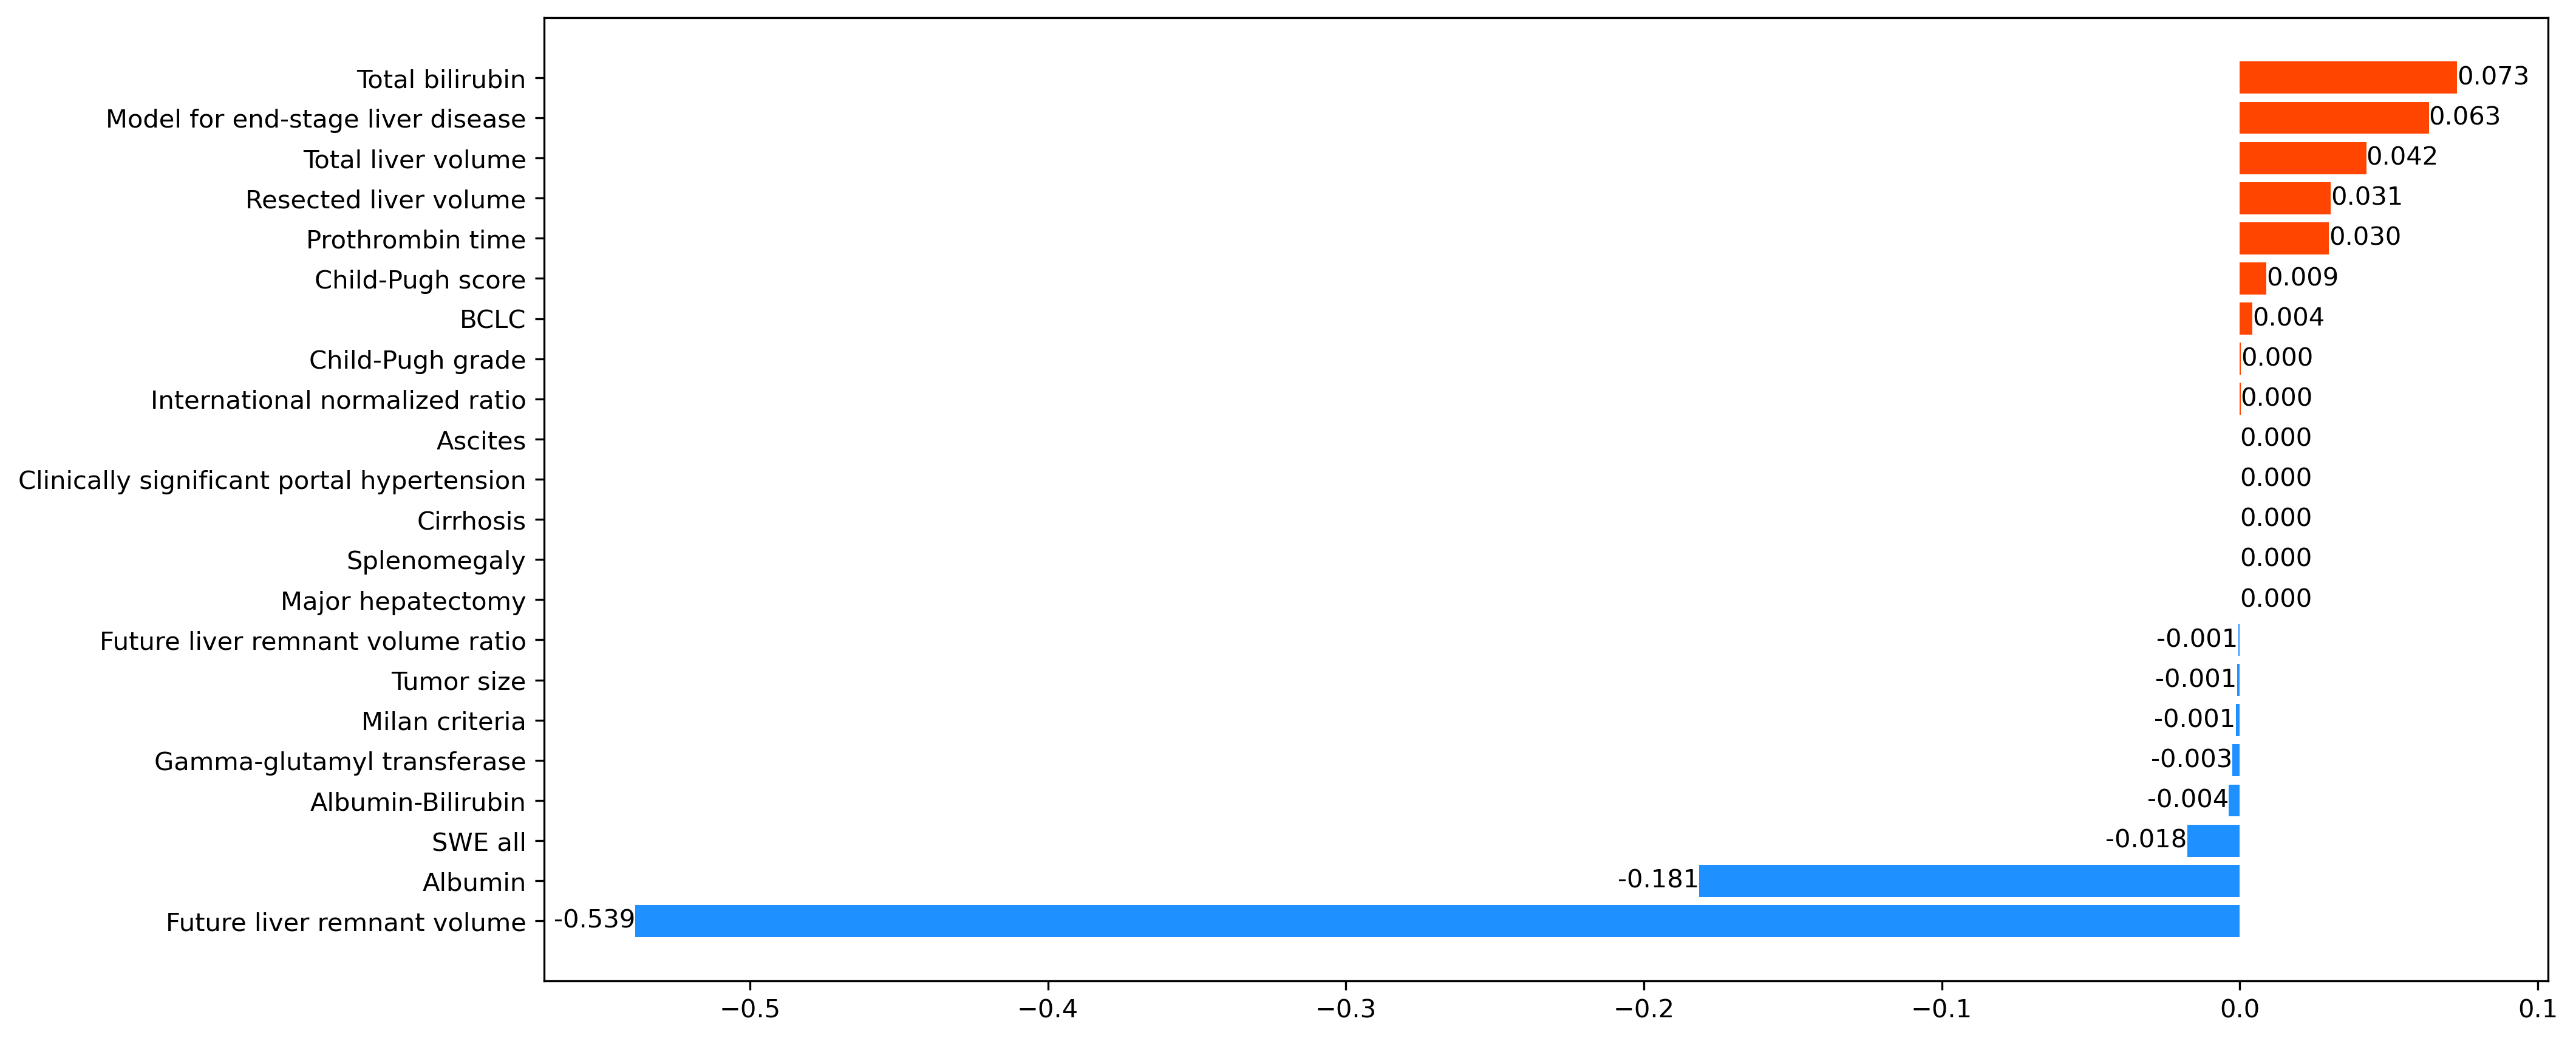 Total bilirubin 0.073
Model for end-stage liver disease 0.063
Total liver volume 0.042
Resected liver volume 0.031
Prothrombin time 0.030
Child-Pugh score 0.009
BCLC 0.004
Child-Pugh grade 0.000
International normalized ratio 0.000
Ascites 0.000
Clinically significant portal hypertension 0.000
Cirrhosis 0.000
Splenomegaly 0.000
Major hepatectomy 0.000
Future liver remnant volume ratio -0.001
Tumor size -0.001
Milan criteria -0.001
Gamma-glutamyl transferase -0.003
Albumin-Bilirubin -0.004
SWE all -0.018
Albumin -0.181
Future liver remnant volume -0.539
−0.5 −0.4 −0.3 −0.2 −0.1 0.0 0.1